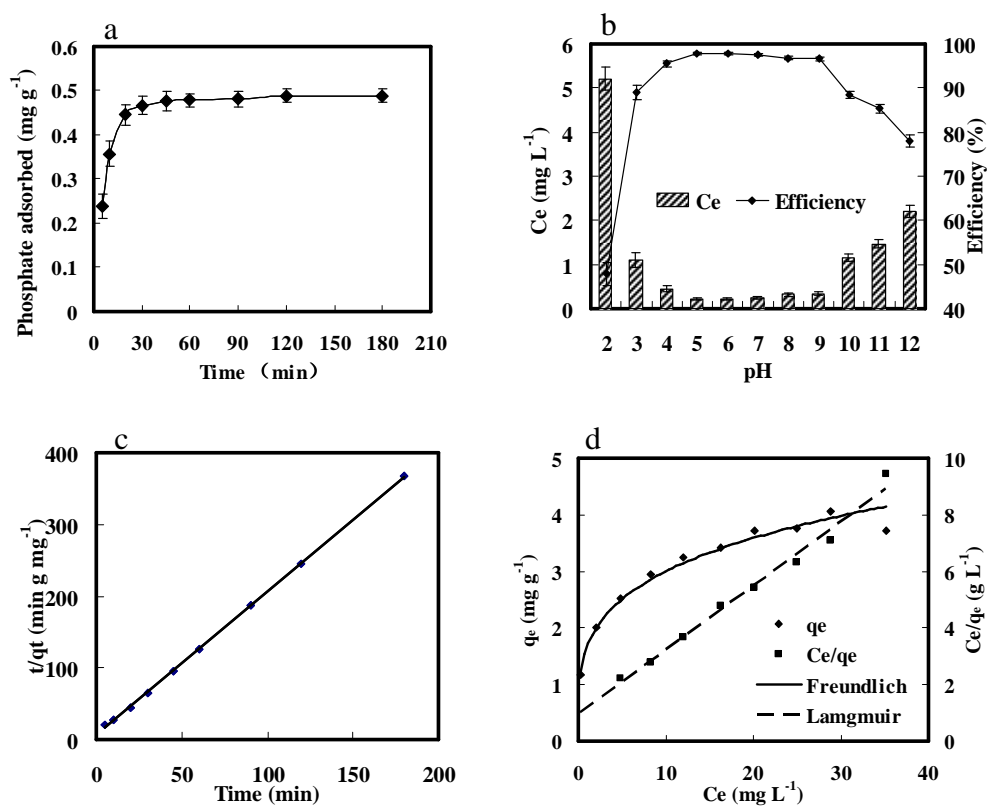 a
Phosphate adsorbed (mg g-1)
0.6
0.5
0.4
0.3
0.2
0.1
0
0 30 60 90 120 150 180 210
Time (min)
b
Ce (mg L-1)
6
5
4
3
2
1
0
Ce Efficiency
100
90
80
70
60
50
40
Efficiency (%)
2 3 4 5 6 7 8 9 10 11 12
pH
c
t/qt (min g mg-1)
400
300
200
100
0
0 50 100 150 200
Time (min)
d
qe (mg g-1)
5
4
3
2
1
0
qe
Ce/qe
Freundlich
Lamgmuir
10
8
6
4
2
0
Ce/qe (g L-1)
0 10 20 30 40
Ce (mg L-1)